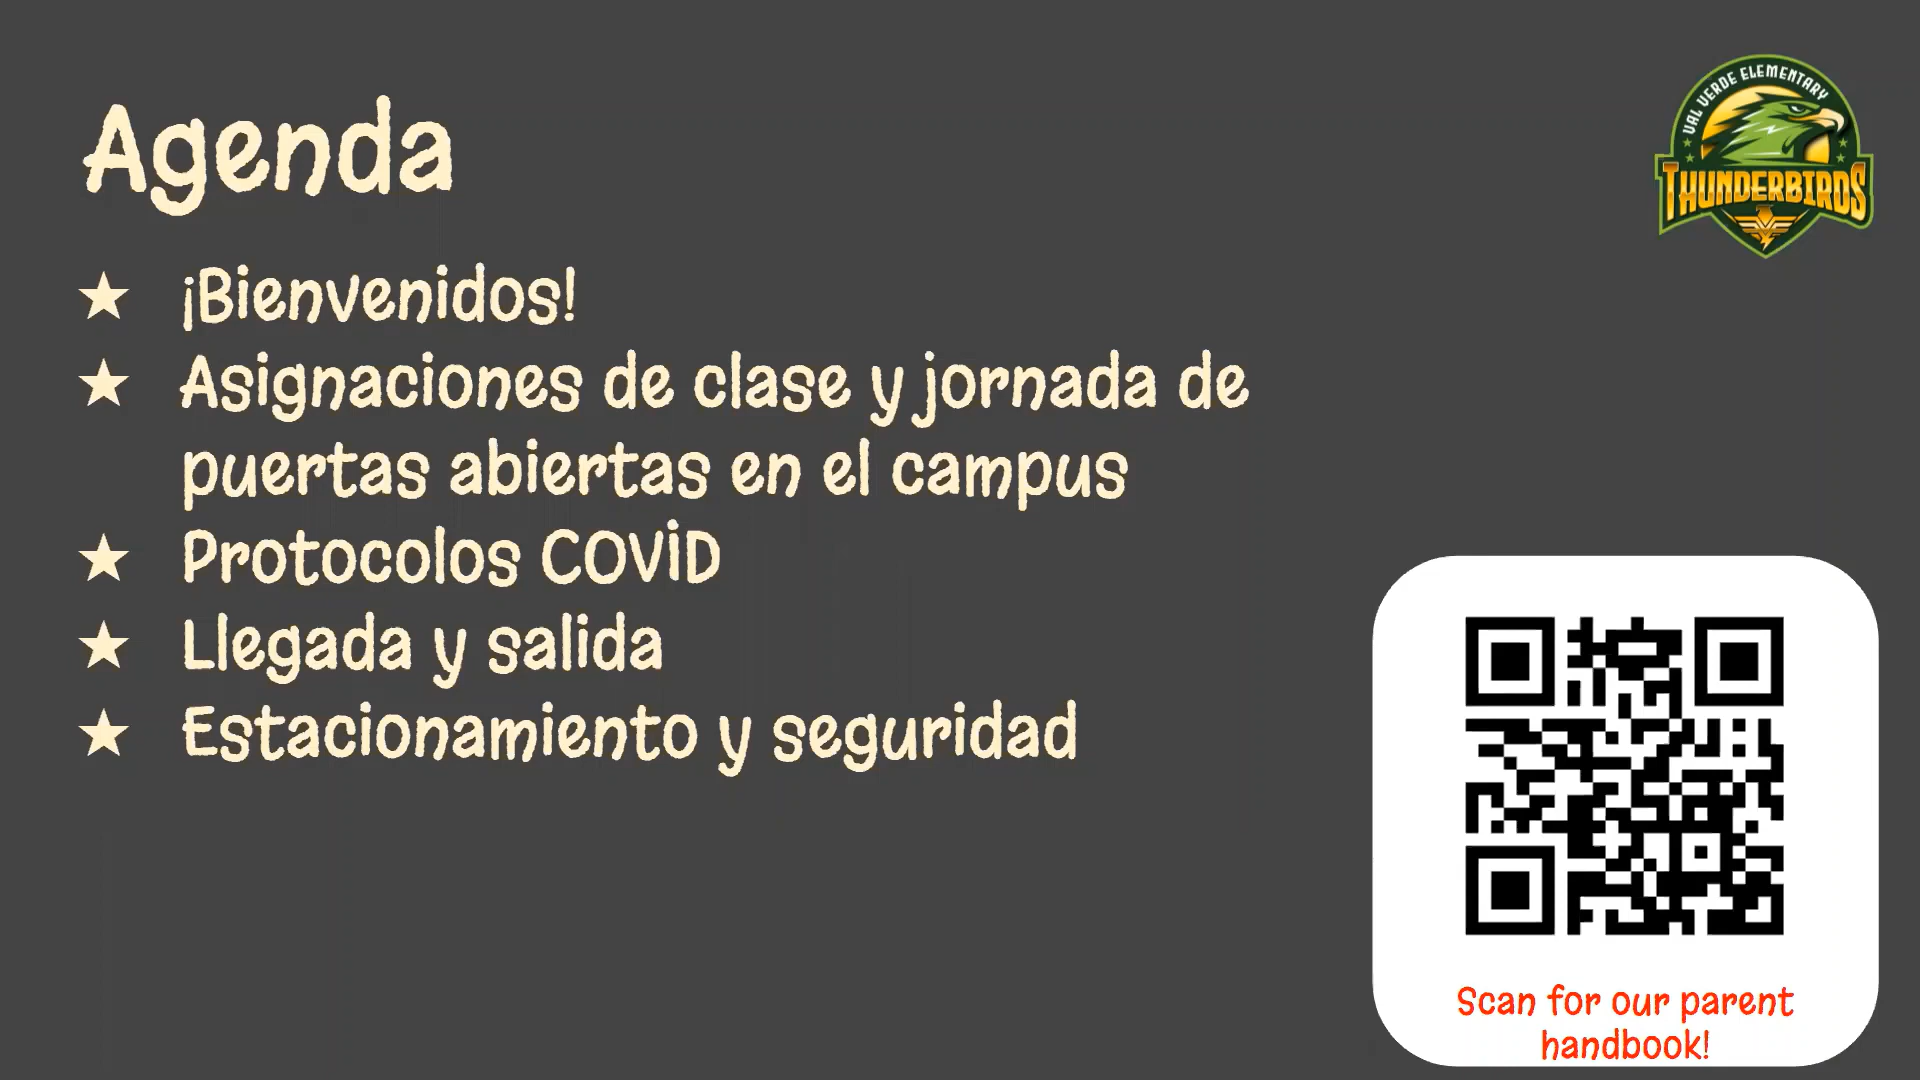 VAL VERDE ELEMENTARY
THUNDERBIRDS
Agenda
★ ¡Bienvenidos!
★ Asignaciones de clase y jornada de
puertas abiertas en el campus
★ Protocolos COVID
★ Llegada y salida
★ Estacionamiento y seguridad
Scan for our parent
handbook!